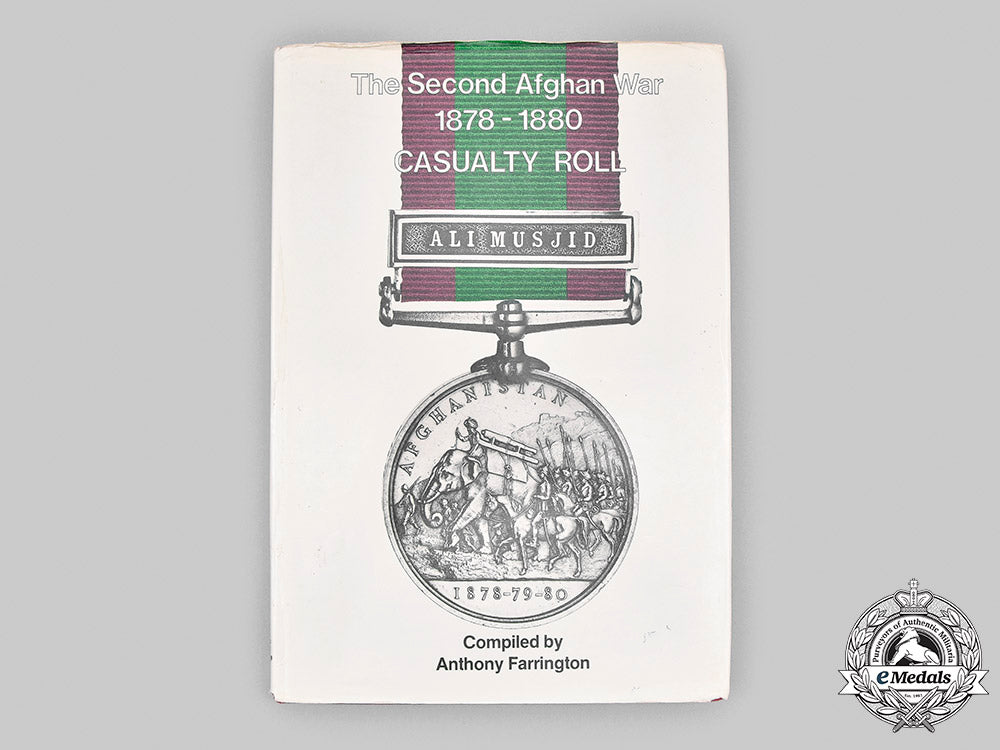 The Second Afghan War
1878 - 1880
CASUALTY ROLL
ALI MUSJID
AFGHANISTAN
1878-79-80
Compiled by
Anthony Farrington
Purveyors of Authentic Militaria
eMedals